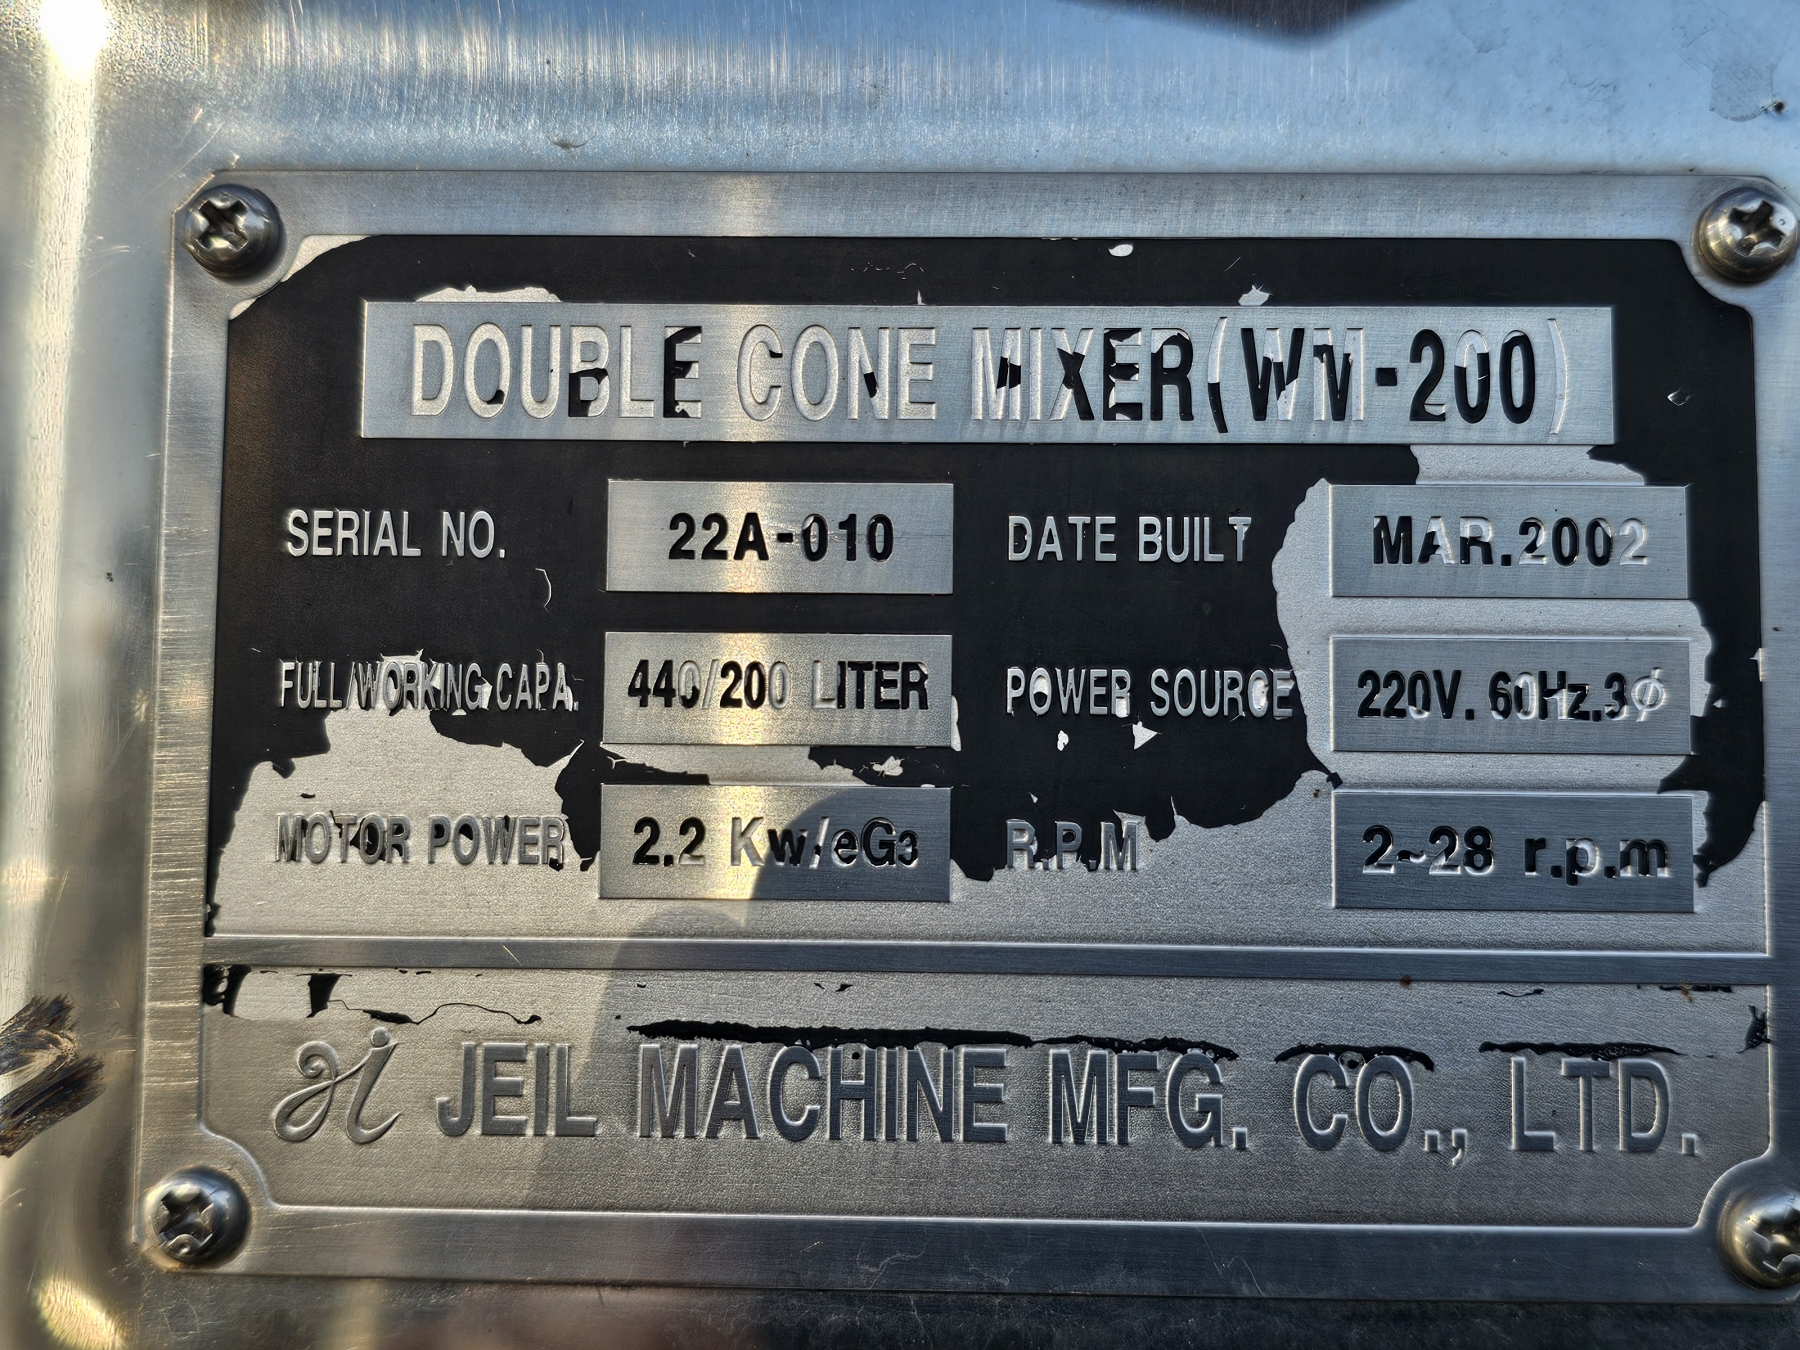 DOUBLE CONE MIXER(WM-200)
SERIAL NO. 22A-010 DATE BUILT MAR.2002
FULL/WORKING CAPA. 440/200 LITER POWER SOURCE 220V. 60Hz.3ϕ
MOTOR POWER 2.2 Kw/eG3 R.P.M 2~28 r.p.m
JEIL MACHINE MFG. CO., LTD.